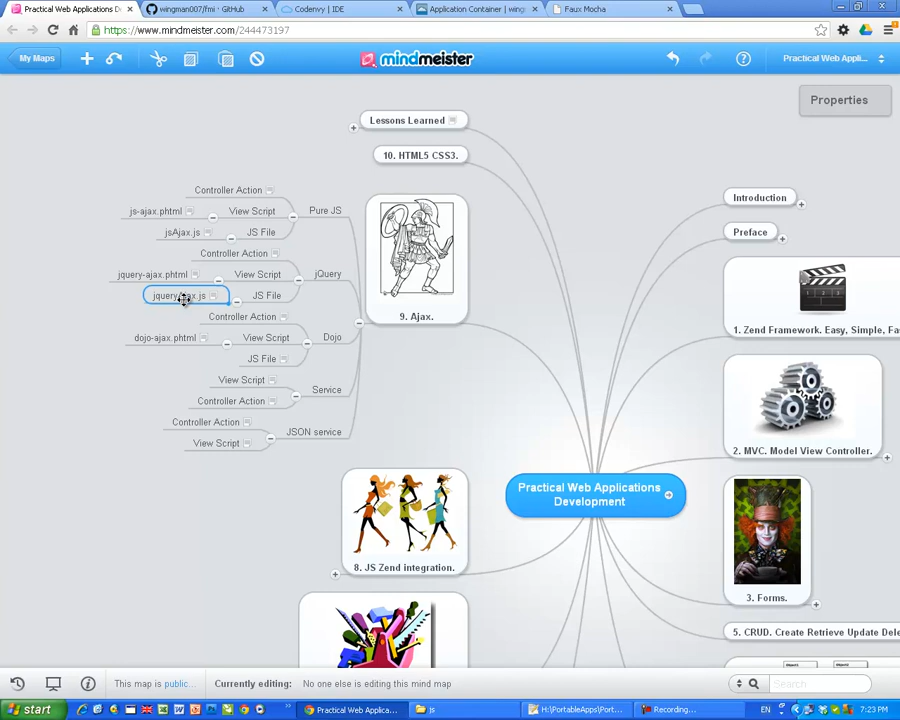 Practical Web Applications D
wingman007/fmi · GitHub
Codenvy | IDE
Application Container | wing
Faux Mocha
https://www.mindmeister.com/244473197
My Maps
mindmeister
Practical Web Appli...
Properties
Lessons Learned
10. HTML5 CSS3.
Controller Action
js-ajax.phtml
View Script
Pure JS
jsAjax.js
JS File
Controller Action
jquery-ajax.phtml
View Script
jQuery
JS File
Controller Action
dojo-ajax.phtml
View Script
Dojo
JS File
View Script
Service
Controller Action
Controller Action
JSON service
View Script
9. Ajax.
8. JS Zend integration.
Practical Web Applications
Development
Introduction
Preface
1. Zend Framework. Easy, Simple, Fas
2. MVC. Model View Controller.
3. Forms.
5. CRUD. Create Retrieve Update Dele
This map is public...
Currently editing:
No one else is editing this mind map
Search
start
Practical Web Applica...
js
H:\PortableApps\Port...
Recording...
EN
7:23 PM